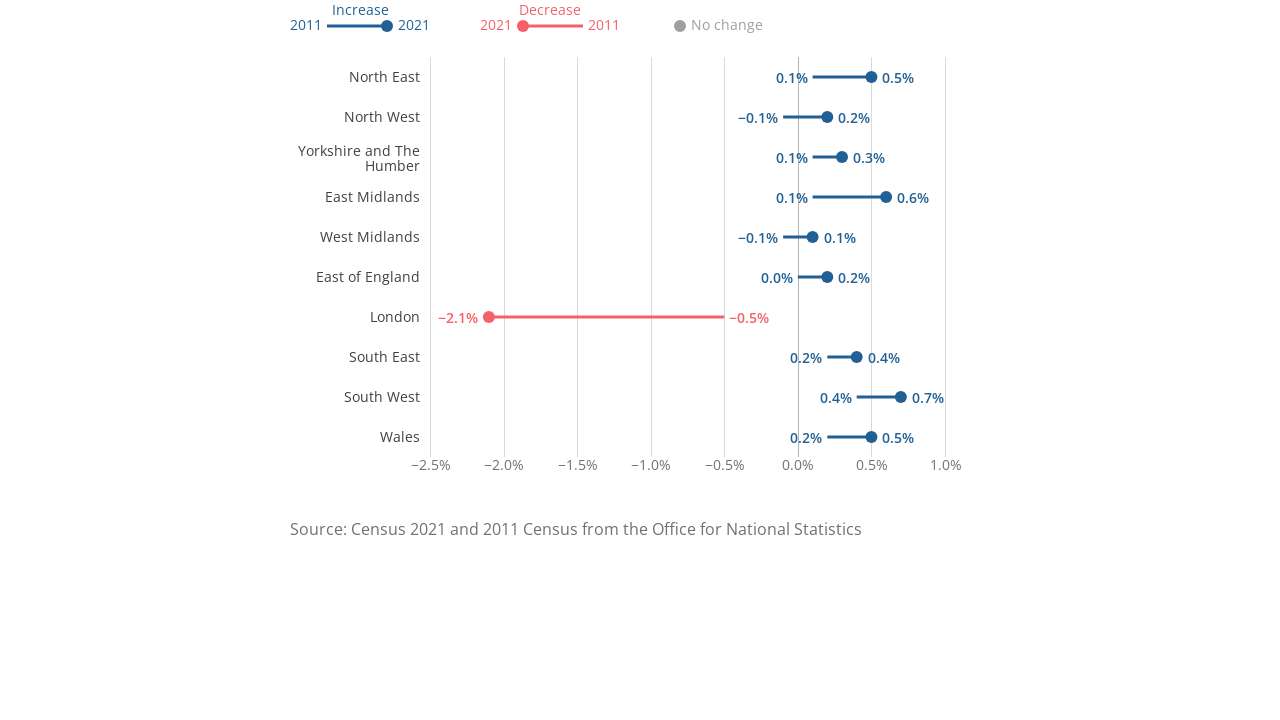 Increase
2011 2021
Decrease
2021 2011
No change
North East 0.1% 0.5%
North West −0.1% 0.2%
Yorkshire and The
Humber 0.1% 0.3%
East Midlands 0.1% 0.6%
West Midlands −0.1% 0.1%
East of England 0.0% 0.2%
London −2.1% −0.5%
South East 0.2% 0.4%
South West 0.4% 0.7%
Wales 0.2% 0.5%
−2.5% −2.0% −1.5% −1.0% −0.5% 0.0% 0.5% 1.0%
Source: Census 2021 and 2011 Census from the Office for National Statistics